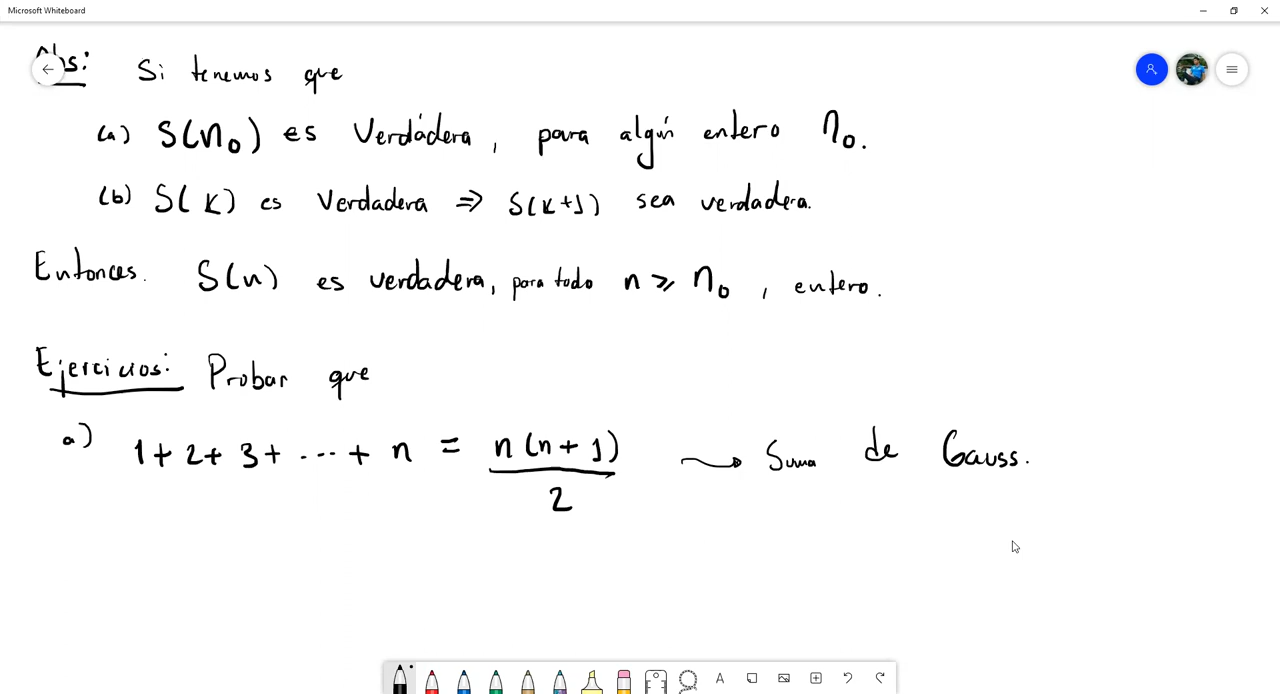 Microsoft Whiteboard
Obs: Si tenemos que
(a) S(n₀) es Verdadera, para algún entero n₀.
(b) S(k) es Verdadera ⇒ S(k+1) sea verdadera.
Entonces. S(n) es verdadera, para todo n ≥ n₀, entero.
Ejercicios: Probar que
a) 1+2+3+ ··· + n = n(n+1)/2 ⟿ Suma de Gauss.
A